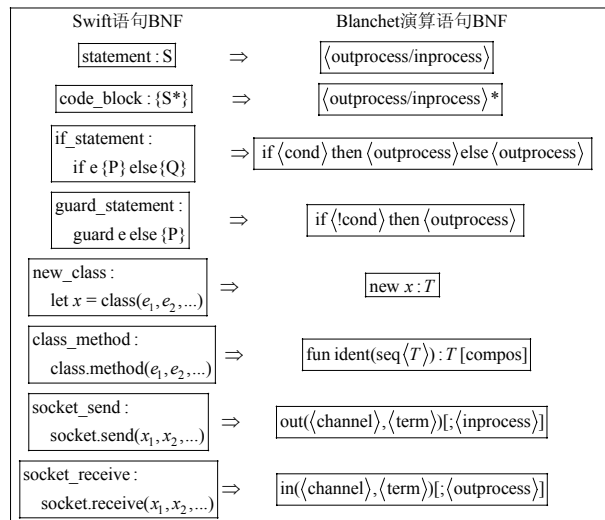 Swift语句BNF Blanchet演算语句BNF
statement : S ⇒ ⟨outprocess/inprocess⟩
code_block : {S*} ⇒ ⟨outprocess/inprocess⟩*
if_statement :
if e {P} else{Q} ⇒ if ⟨cond⟩ then ⟨outprocess⟩ else ⟨outprocess⟩
guard_statement :
guard e else {P} ⇒ if ⟨!cond⟩ then ⟨outprocess⟩
new_class :
let x = class(e₁, e₂, ...) ⇒ new x : T
class_method :
class.method(e₁, e₂, ...) ⇒ fun ident(seq⟨T⟩) : T [compos]
socket_send :
socket.send(x₁, x₂, ...) ⇒ out(⟨channel⟩, ⟨term⟩)[;⟨inprocess⟩]
socket_receive :
socket.receive(x₁, x₂, ...) ⇒ in(⟨channel⟩, ⟨term⟩)[;⟨outprocess⟩]